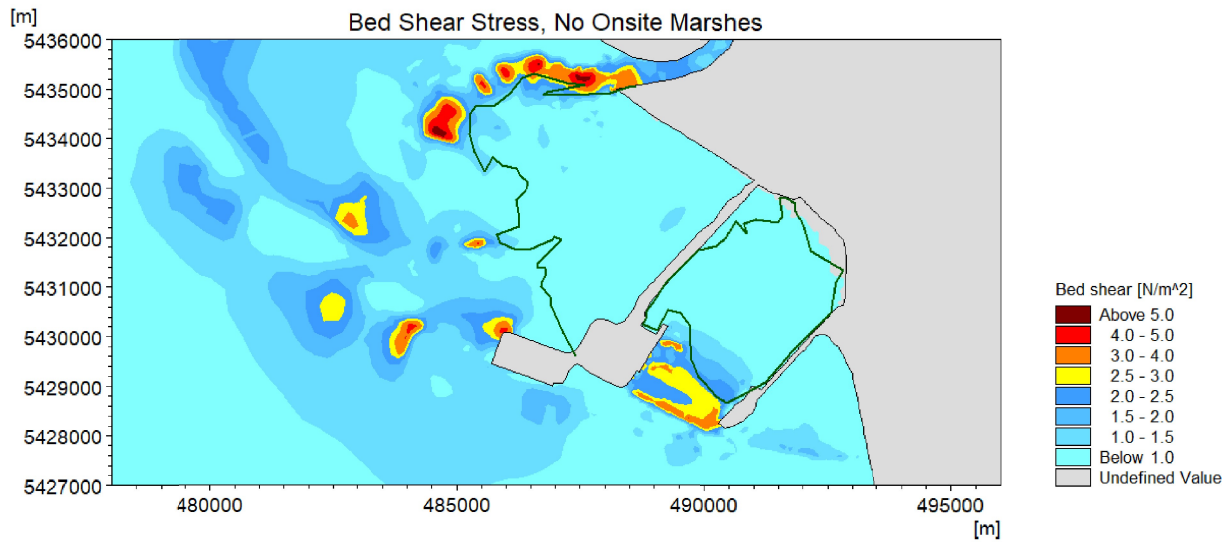 [m]
Bed Shear Stress, No Onsite Marshes
5436000
5435000
5434000
5433000
5432000
5431000
5430000
5429000
5428000
5427000
480000 485000 490000 495000
[m]
Bed shear [N/m^2]
Above 5.0
4.0 - 5.0
3.0 - 4.0
2.5 - 3.0
2.0 - 2.5
1.5 - 2.0
1.0 - 1.5
Below 1.0
Undefined Value